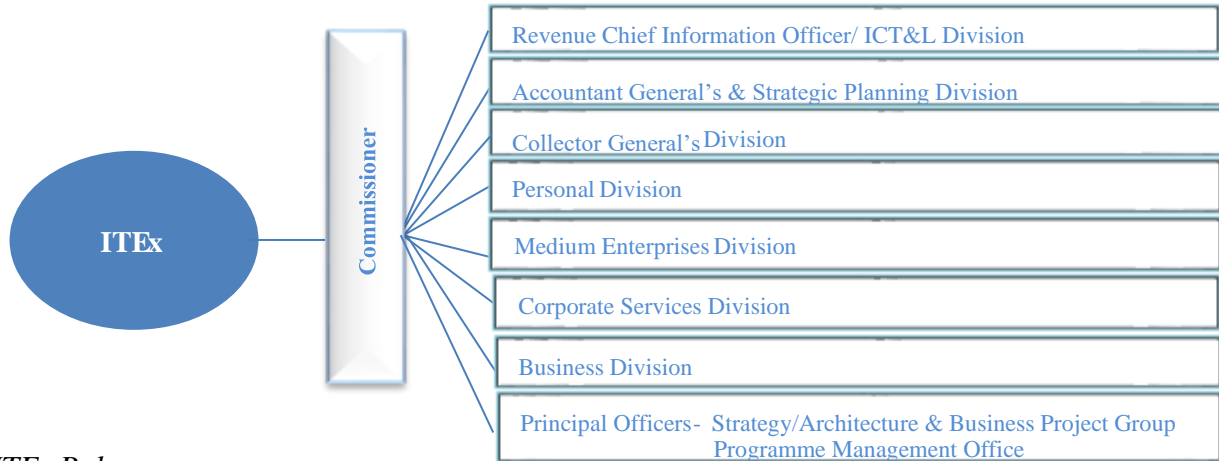 Revenue Chief Information Officer/ ICT&L Division
Accountant General's & Strategic Planning Division
Collector General's Division
Personal Division
Medium Enterprises Division
Corporate Services Division
Business Division
Principal Officers- Strategy/Architecture & Business Project Group
Programme Management Office
Commissioner
ITEx